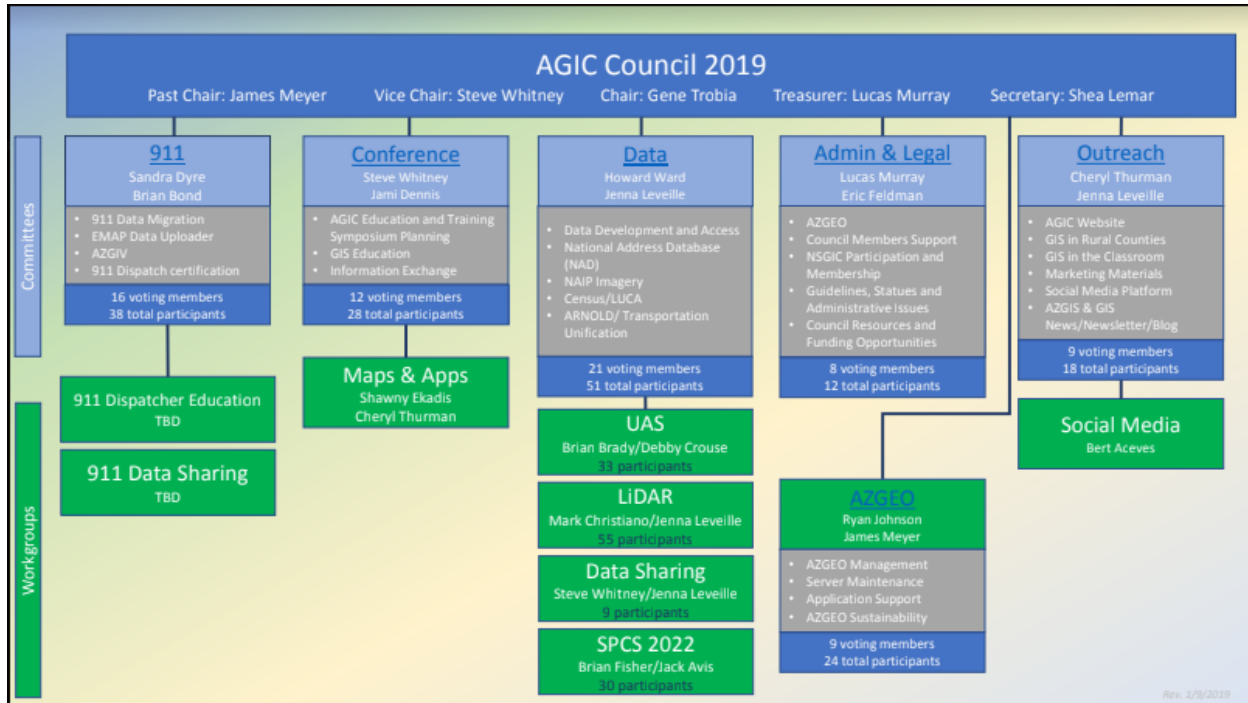 AGIC Council 2019
Past Chair: James Meyer Vice Chair: Steve Whitney Chair: Gene Trobia Treasurer: Lucas Murray Secretary: Shea Lemar
Committees
911
Sandra Dyre
Brian Bond
• 911 Data Migration
• EMAP Data Uploader
• AZGIV
• 911 Dispatch certification
16 voting members
38 total participants
Conference
Steve Whitney
Jami Dennis
• AGIC Education and Training
Symposium Planning
• GIS Education
• Information Exchange
12 voting members
28 total participants
Data
Howard Ward
Jenna Leveille
• Data Development and Access
• National Address Database
(NAD)
• NAIP Imagery
• Census/LUCA
• ARNOLD/ Transportation
Unification
21 voting members
51 total participants
Admin & Legal
Lucas Murray
Eric Feldman
• AZGEO
• Council Members Support
• NSGIC Participation and
Membership
• Guidelines, Statues and
Administrative Issues
• Council Resources and
Funding Opportunities
8 voting members
12 total participants
Outreach
Cheryl Thurman
Jenna Leveille
• AGIC Website
• GIS in Rural Counties
• GIS in the Classroom
• Marketing Materials
• Social Media Platform
• AZGIS & GIS
News/Newsletter/Blog
9 voting members
18 total participants
Workgroups
911 Dispatcher Education
TBD
911 Data Sharing
TBD
Maps & Apps
Shawny Ekadis
Cheryl Thurman
UAS
Brian Brady/Debby Crouse
33 participants
LiDAR
Mark Christiano/Jenna Leveille
55 participants
Data Sharing
Steve Whitney/Jenna Leveille
9 participants
SPCS 2022
Brian Fisher/Jack Avis
30 participants
AZGEO
Ryan Johnson
James Meyer
• AZGEO Management
• Server Maintenance
• Application Support
• AZGEO Sustainability
9 voting members
24 total participants
Social Media
Bert Aceves
Rev. 1/9/2019